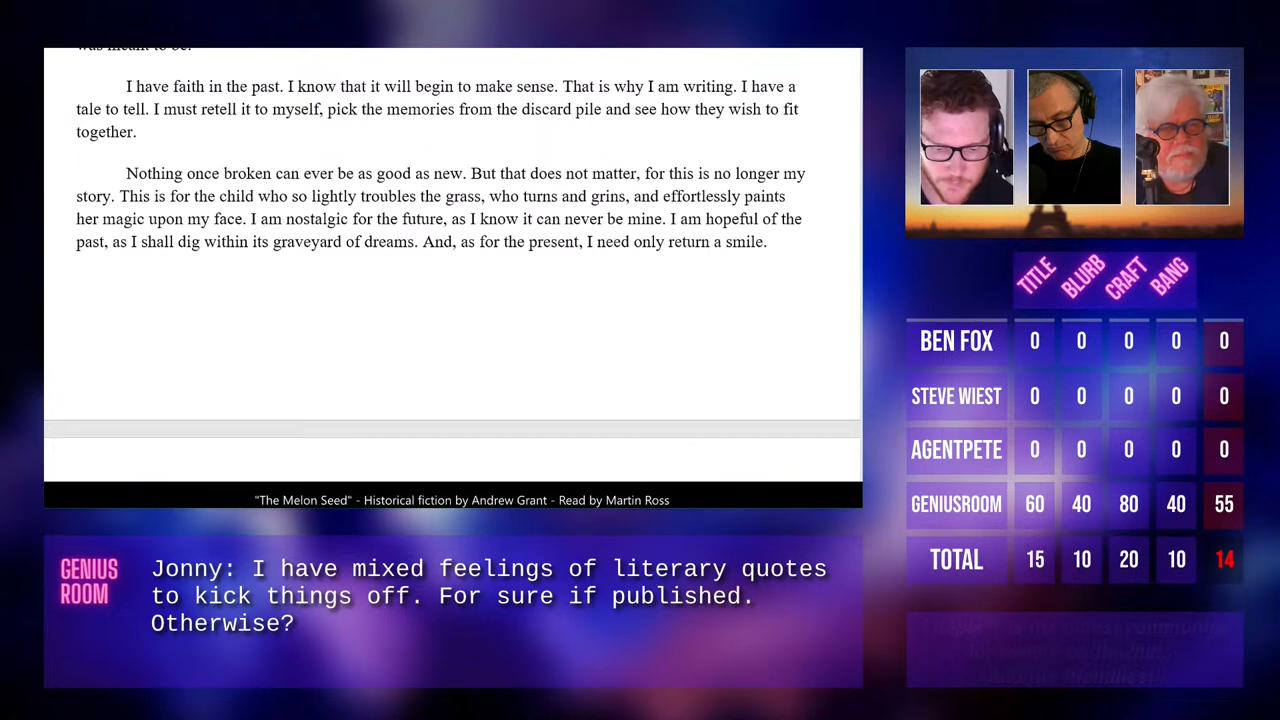 was meant to be.
I have faith in the past. I know that it will begin to make sense. That is why I am writing. I have a
tale to tell. I must retell it to myself, pick the memories from the discard pile and see how they wish to fit
together.
Nothing once broken can ever be as good as new. But that does not matter, for this is no longer my
story. This is for the child who so lightly troubles the grass, who turns and grins, and effortlessly paints
her magic upon my face. I am nostalgic for the future, as I know it can never be mine. I am hopeful of the
past, as I shall dig within its graveyard of dreams. And, as for the present, I need only return a smile.
"The Melon Seed" - Historical fiction by Andrew Grant - Read by Martin Ross
GENIUS
ROOM
Jonny: I have mixed feelings of literary quotes
to kick things off. For sure if published.
Otherwise?
TITLE BLURB CRAFT BANG
BEN FOX 0 0 0 0 0
STEVE WIEST 0 0 0 0 0
AGENTPETE 0 0 0 0 0
GENIUSROOM 60 40 80 40 55
TOTAL 15 10 20 10 14